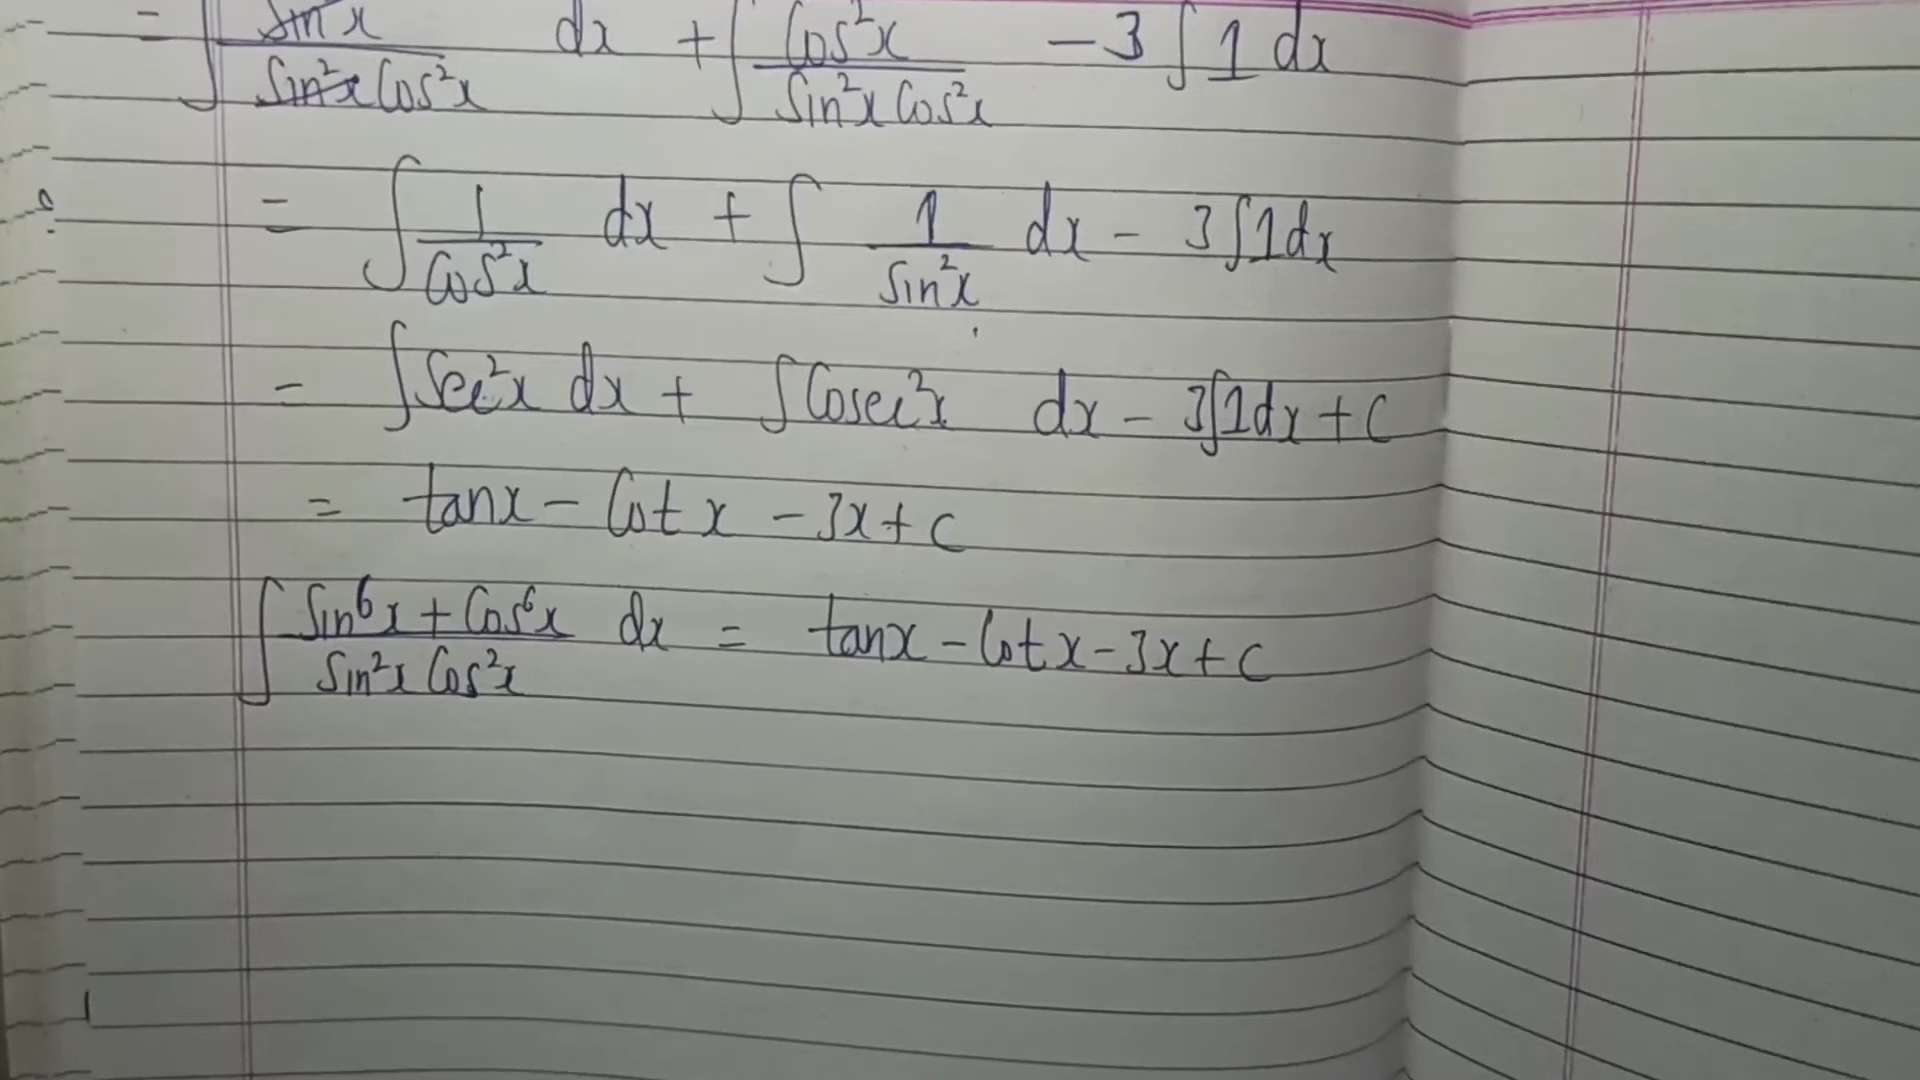 = ∫ sin²x / sin²x cos²x dx + ∫ cos²x / sin²x cos²x - 3 ∫ 1 dx
= ∫ 1 / cos²x dx + ∫ 1 / sin²x dx - 3∫1dx
= ∫ Sec²x dx + ∫ Cosec²x dx - 3∫1dx + C
= tanx - Cot x - 3x + C
∫ Sin⁶x + Cos⁶x / Sin²x Cos²x dx = tanx - Cot x - 3x + C